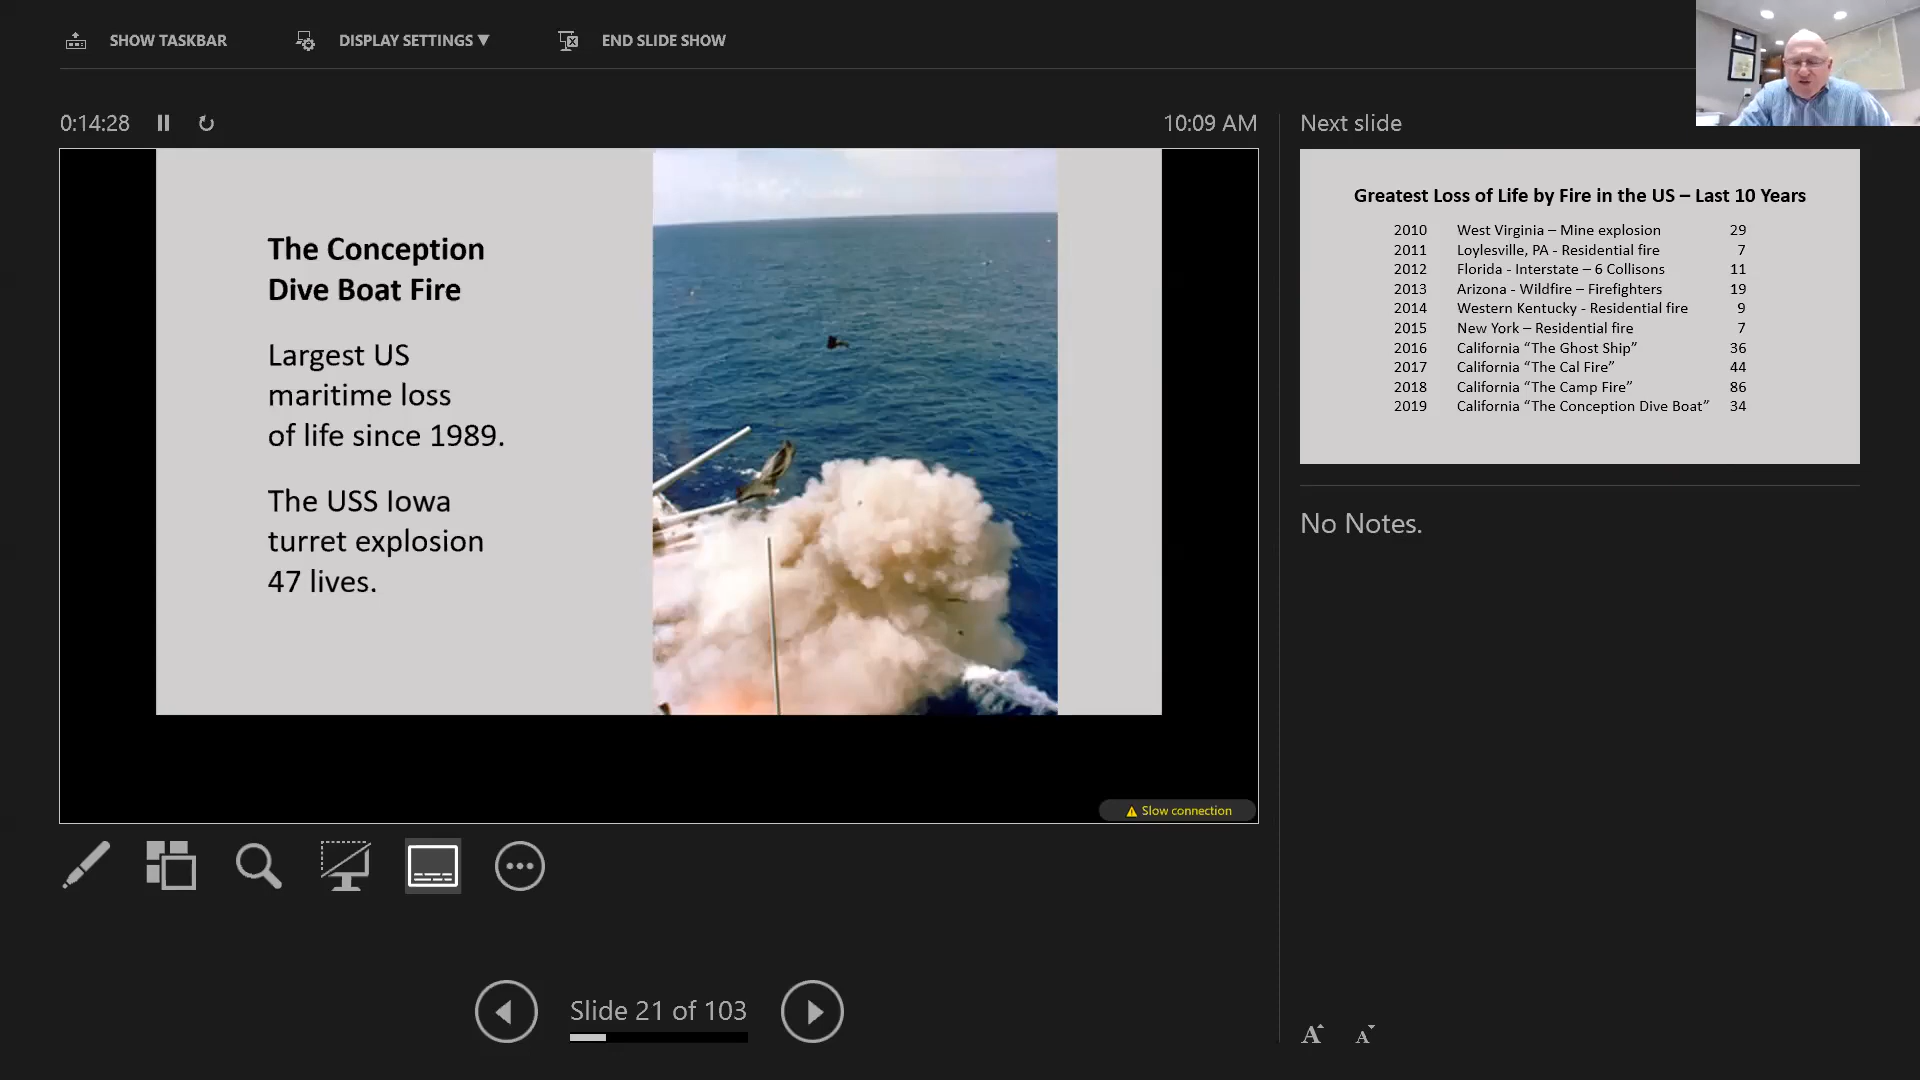 SHOW TASKBAR
DISPLAY SETTINGS ▼
END SLIDE SHOW
0:14:28
10:09 AM
The Conception
Dive Boat Fire
Largest US
maritime loss
of life since 1989.
The USS Iowa
turret explosion
47 lives.
Slow connection
Slide 21 of 103
Next slide
Greatest Loss of Life by Fire in the US – Last 10 Years
2010 West Virginia – Mine explosion 29
2011 Loylesville, PA - Residential fire 7
2012 Florida - Interstate – 6 Collisons 11
2013 Arizona - Wildfire – Firefighters 19
2014 Western Kentucky - Residential fire 9
2015 New York – Residential fire 7
2016 California “The Ghost Ship” 36
2017 California “The Cal Fire” 44
2018 California “The Camp Fire” 86
2019 California “The Conception Dive Boat” 34
No Notes.
A A